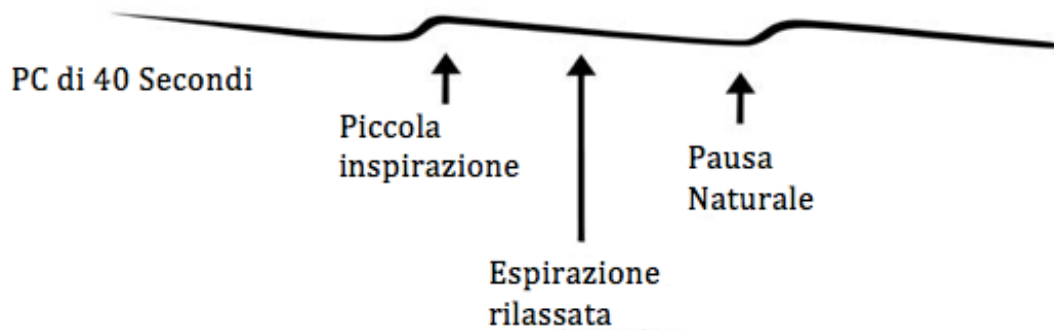 PC di 40 Secondi
Piccola
inspirazione
Pausa
Naturale
Espirazione
rilassata